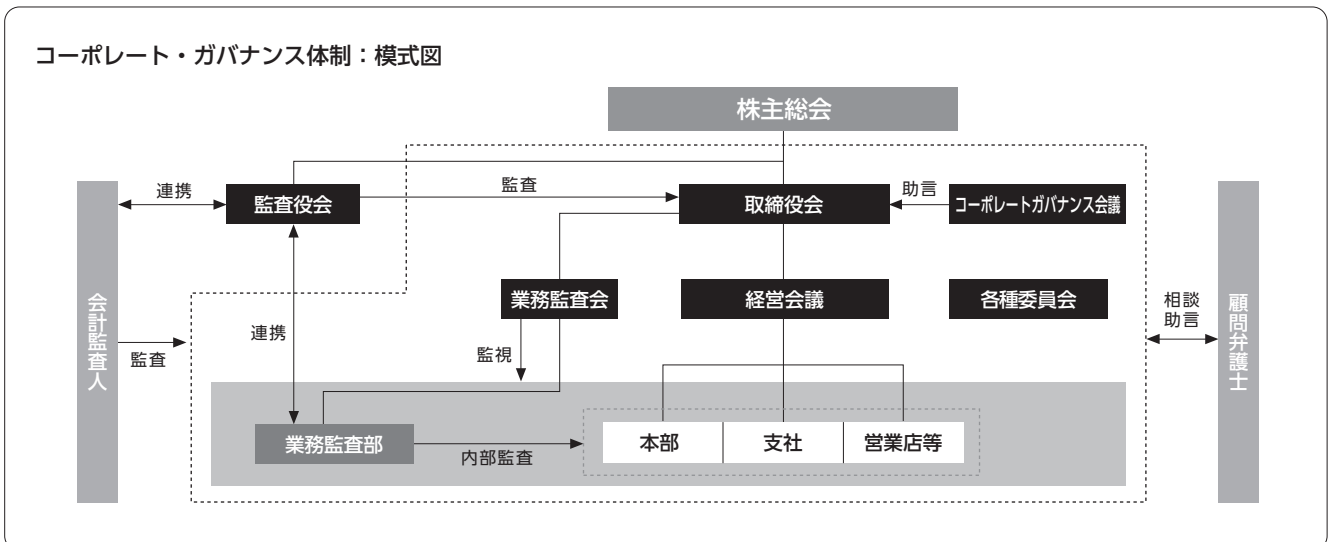 コーポレート・ガバナンス体制：模式図
株主総会
連携
監査役会
監査
取締役会
助言
コーポレートガバナンス会議
会計監査人
監査
連携
業務監査会
監視
経営会議
各種委員会
相談
助言
顧問弁護士
業務監査部
内部監査
本部
支社
営業店等